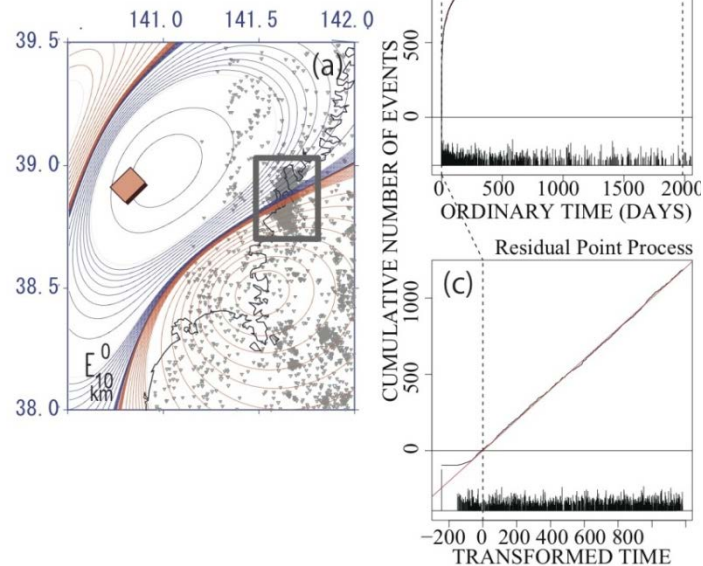 141.0 141.5 142.0
39.5
(a)
39.0
38.5
0
10
km
38.0
CUMULATIVE NUMBER OF EVENTS
500
0
0 500 1000 1500 2000
ORDINARY TIME (DAYS)
Residual Point Process
(c)
1000
500
0
−200 0 200 400 600 800
TRANSFORMED TIME